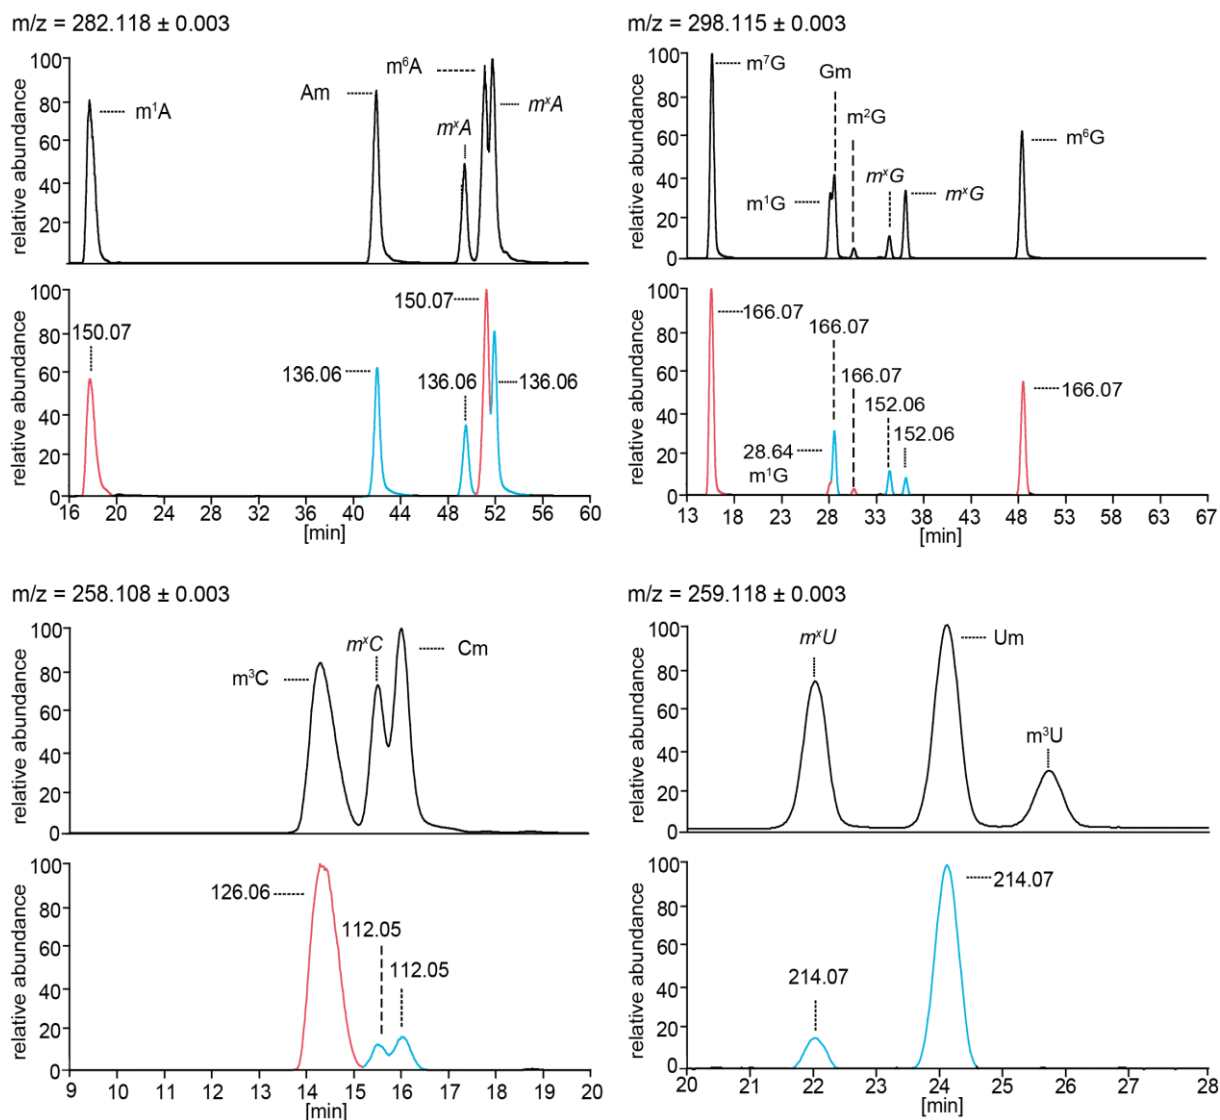 m/z = 282.118 ± 0.003
relative abundance
100
80
60
40
20
0
m¹A
Am
mˣA
m⁶A
mˣA
relative abundance
100
80
60
40
20
0
150.07
136.06
136.06
150.07
136.06
16 20 24 28 32 36 40 44 48 52 56 60
[min]
m/z = 298.115 ± 0.003
relative abundance
100
80
60
40
20
0
m⁷G
m¹G
Gm
m²G
mˣG
mˣG
m⁶G
relative abundance
100
80
60
40
20
0
166.07
28.64
m¹G
166.07
166.07
152.06
152.06
166.07
13 18 23 28 33 38 43 48 53 58 63 67
[min]
m/z = 258.108 ± 0.003
relative abundance
100
80
60
40
20
0
m³C
mˣC
Cm
relative abundance
100
80
60
40
20
0
126.06
112.05
112.05
9 10 11 12 13 14 15 16 17 18 19 20
[min]
m/z = 259.118 ± 0.003
relative abundance
100
80
60
40
20
0
mˣU
Um
m³U
relative abundance
100
80
60
40
20
0
214.07
214.07
20 21 22 23 24 25 26 27 28
[min]